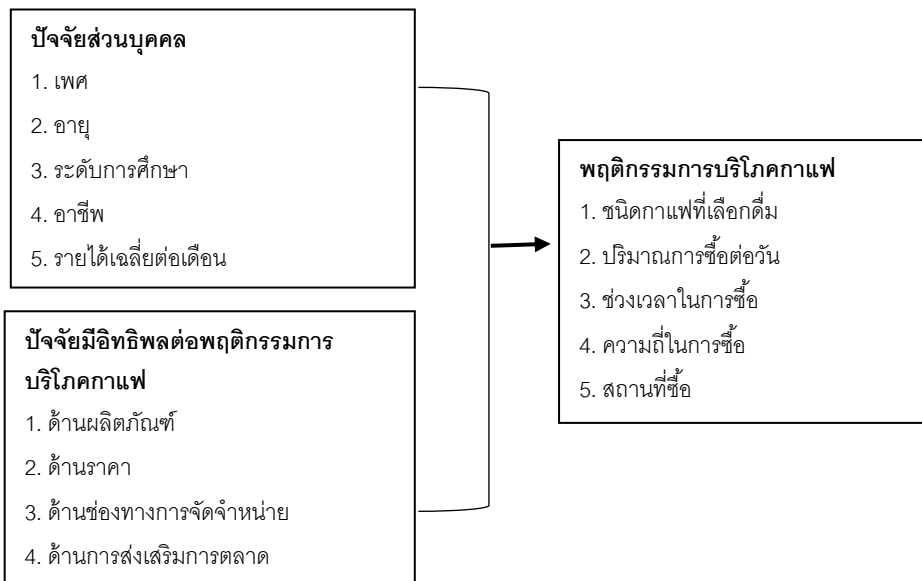 ปัจจัยส่วนบุคคล
1. เพศ
2. อายุ
3. ระดับการศึกษา
4. อาชีพ
5. รายได้เฉลี่ยต่อเดือน
ปัจจัยมีอิทธิพลต่อพฤติกรรมการ
บริโภคกาแฟ
1. ด้านผลิตภัณฑ์
2. ด้านราคา
3. ด้านช่องทางการจัดจำหน่าย
4. ด้านการส่งเสริมการตลาด
พฤติกรรมการบริโภคกาแฟ
1. ชนิดกาแฟที่เลือกดื่ม
2. ปริมาณการซื้อต่อวัน
3. ช่วงเวลาในการซื้อ
4. ความถี่ในการซื้อ
5. สถานที่ซื้อ